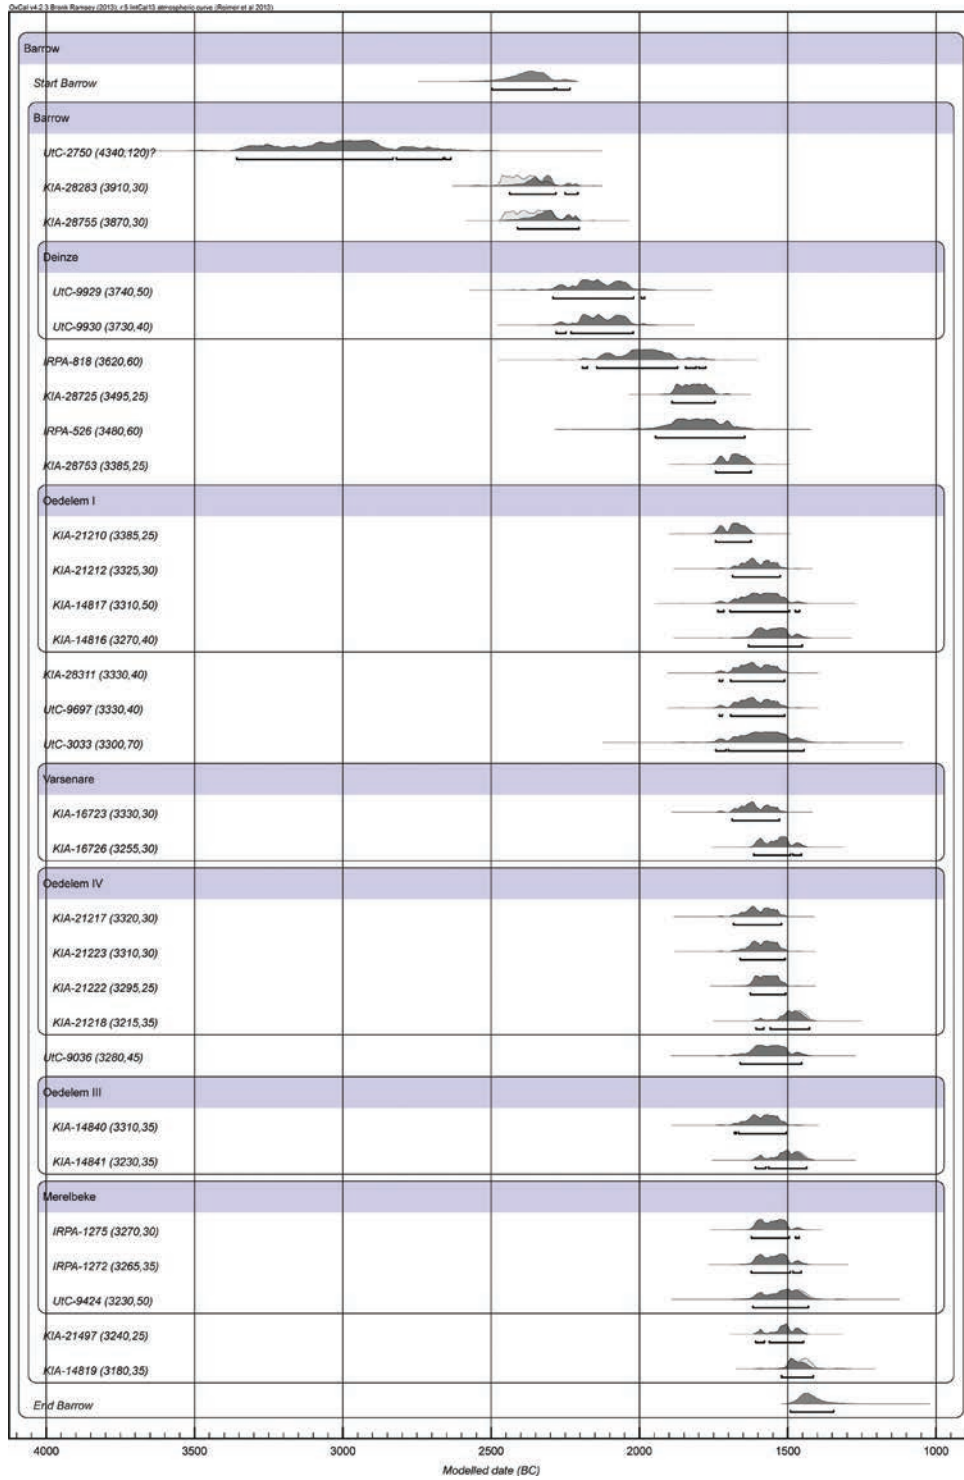 OxCal v4.2.3 Bronk Ramsey (2013); r:5 IntCal13 atmospheric curve (Reimer et al 2013)
Barrow
Start Barrow
Barrow
UtC-2750 (4340,120)?
KIA-28283 (3910,30)
KIA-28755 (3870,30)
Deinze
UtC-9929 (3740,50)
UtC-9930 (3730,40)
IRPA-818 (3620,60)
KIA-28725 (3495,25)
IRPA-526 (3480,60)
KIA-28753 (3385,25)
Oedelem I
KIA-21210 (3385,25)
KIA-21212 (3325,30)
KIA-14817 (3310,50)
KIA-14816 (3270,40)
KIA-28311 (3330,40)
UtC-9697 (3330,40)
UtC-3033 (3300,70)
Varsenare
KIA-16723 (3330,30)
KIA-16726 (3255,30)
Oedelem IV
KIA-21217 (3320,30)
KIA-21223 (3310,30)
KIA-21222 (3295,25)
KIA-21218 (3215,35)
UtC-9036 (3280,45)
Oedelem III
KIA-14840 (3310,35)
KIA-14841 (3230,35)
Merelbeke
IRPA-1275 (3270,30)
IRPA-1272 (3265,35)
UtC-9424 (3230,50)
KIA-21497 (3240,25)
KIA-14819 (3180,35)
End Barrow
4000 3500 3000 2500 2000 1500 1000
Modelled date (BC)